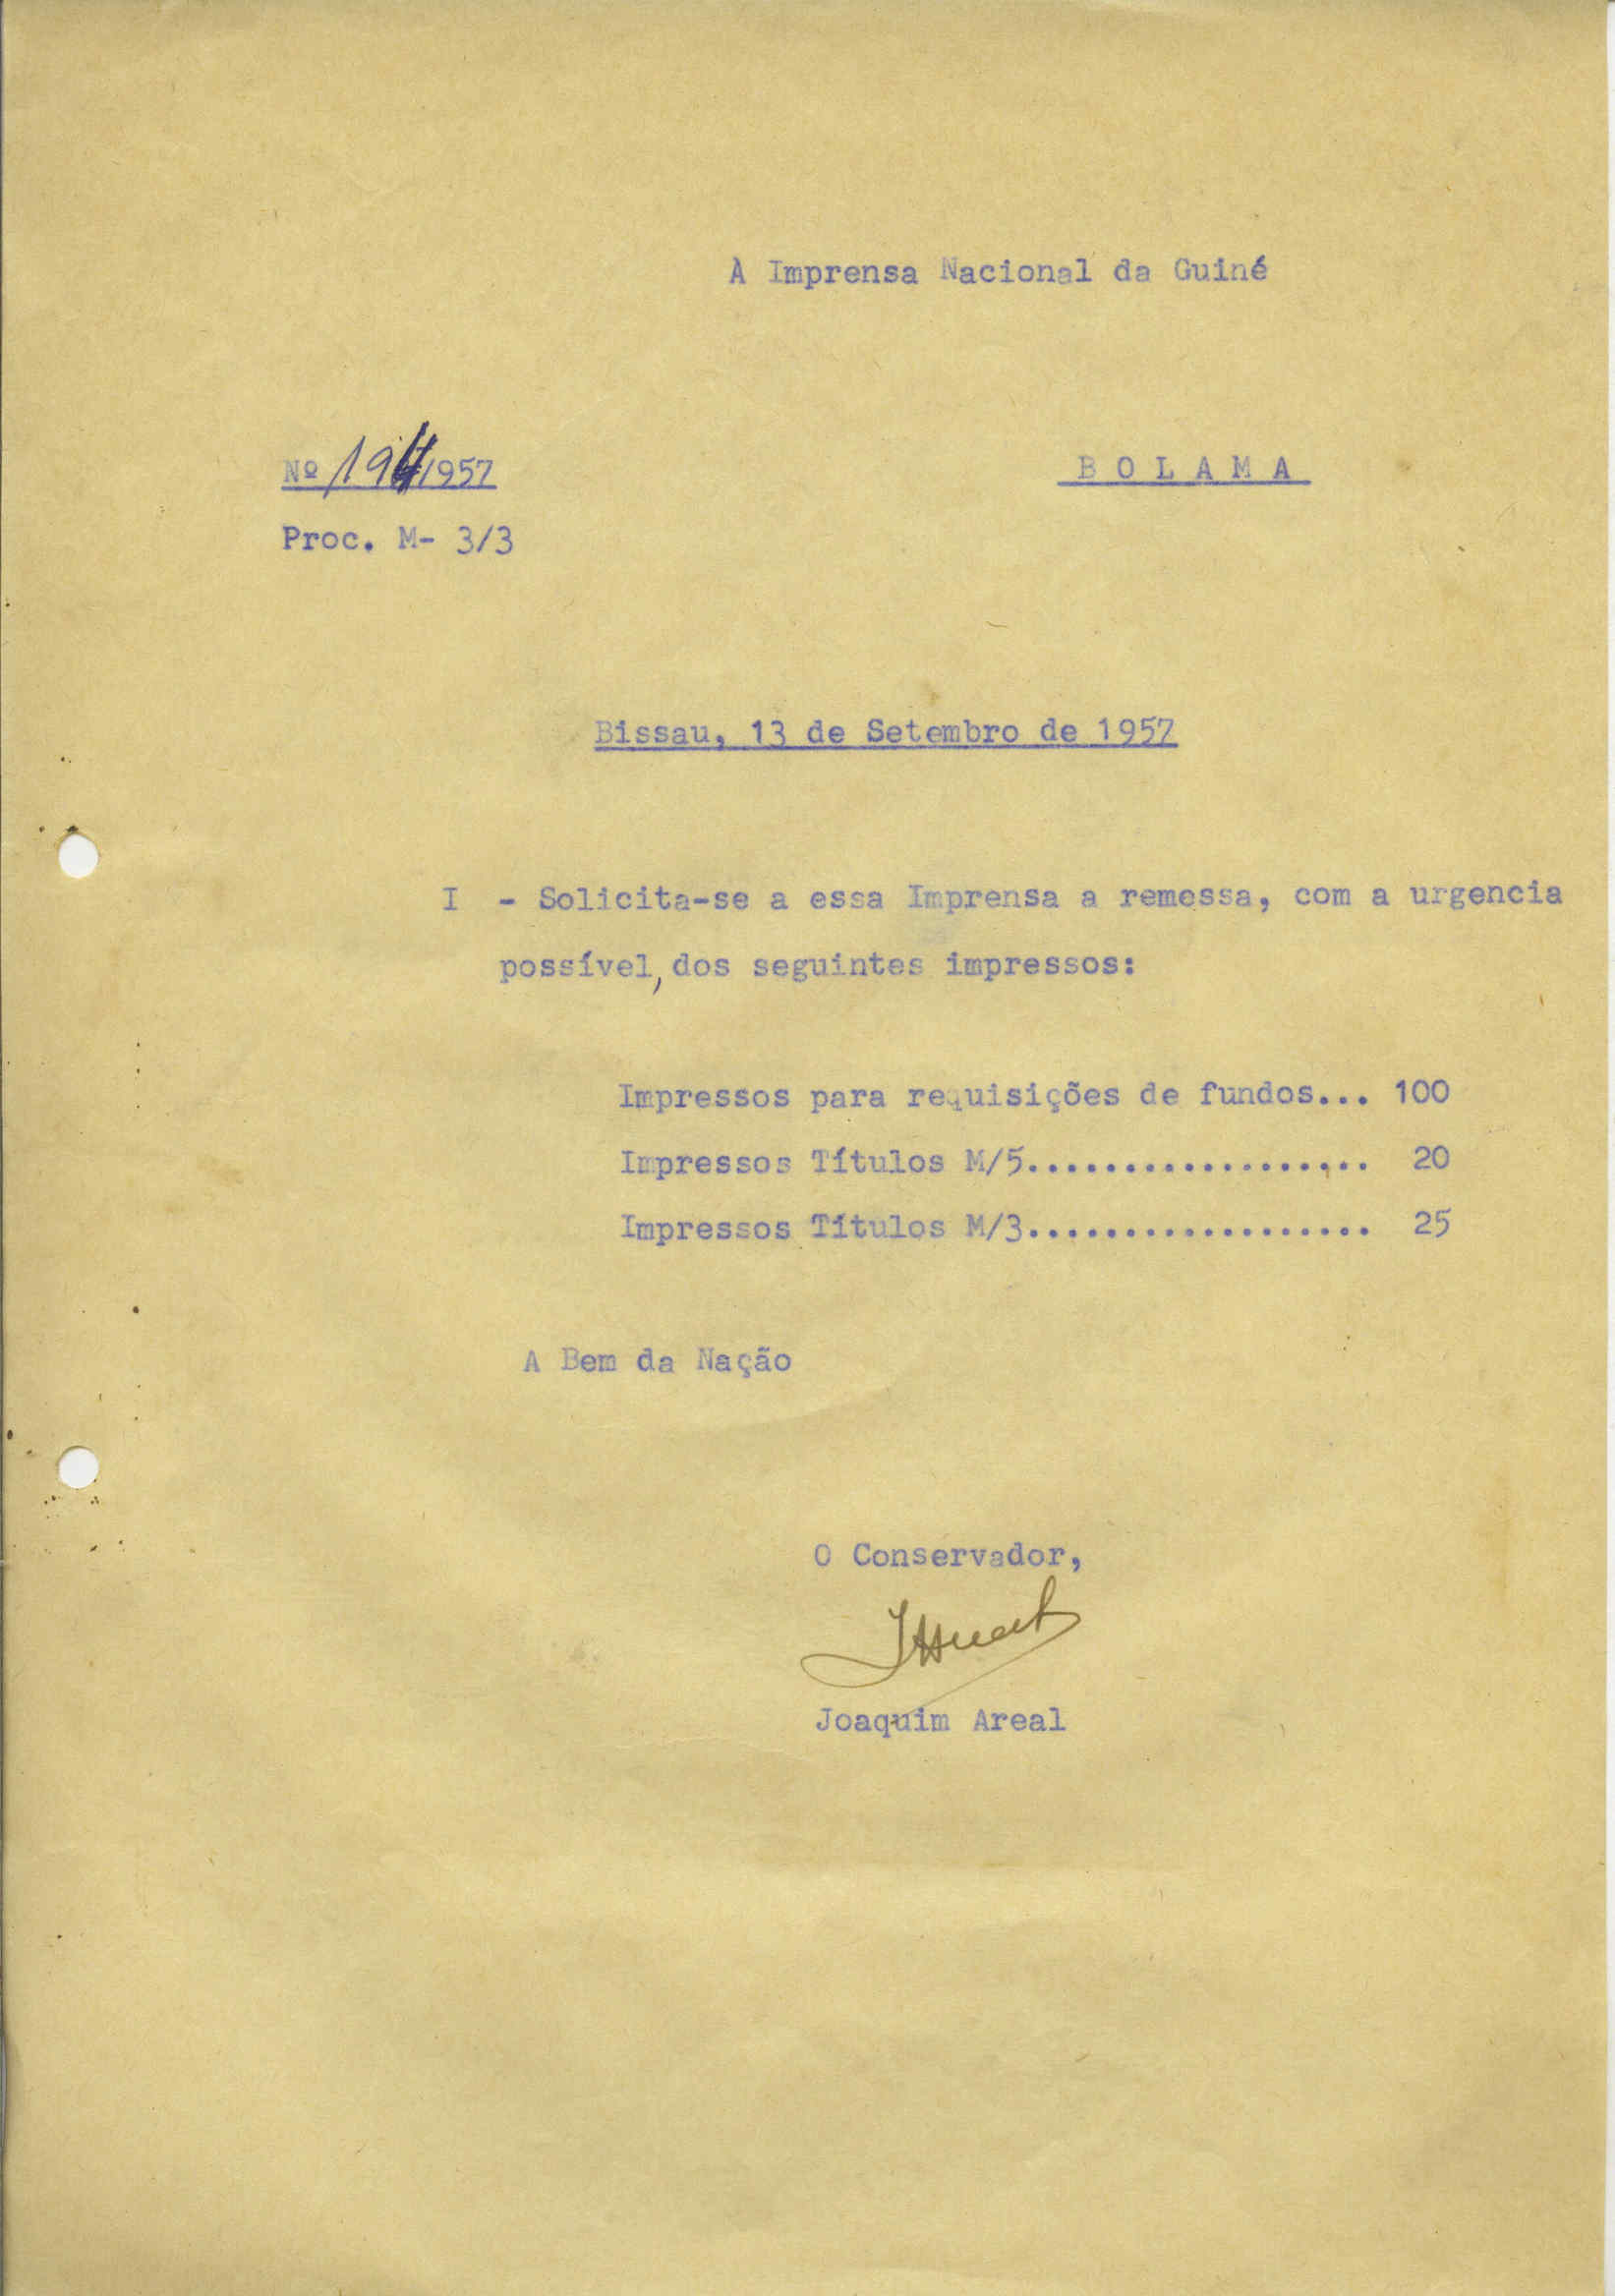 À Imprensa Nacional da Guiné
Nº 194/1957
BOLAMA
Proc. M- 3/3
Bissau, 13 de Setembro de 1957
I - Solicita-se a essa Imprensa a remessa, com a urgencia
possível, dos seguintes impressos:
Impressos para requisições de fundos... 100
Impressos Títulos M/5.................. 20
Impressos Títulos M/3.................. 25
A Bem da Nação
O Conservador,
Joaquim Areal